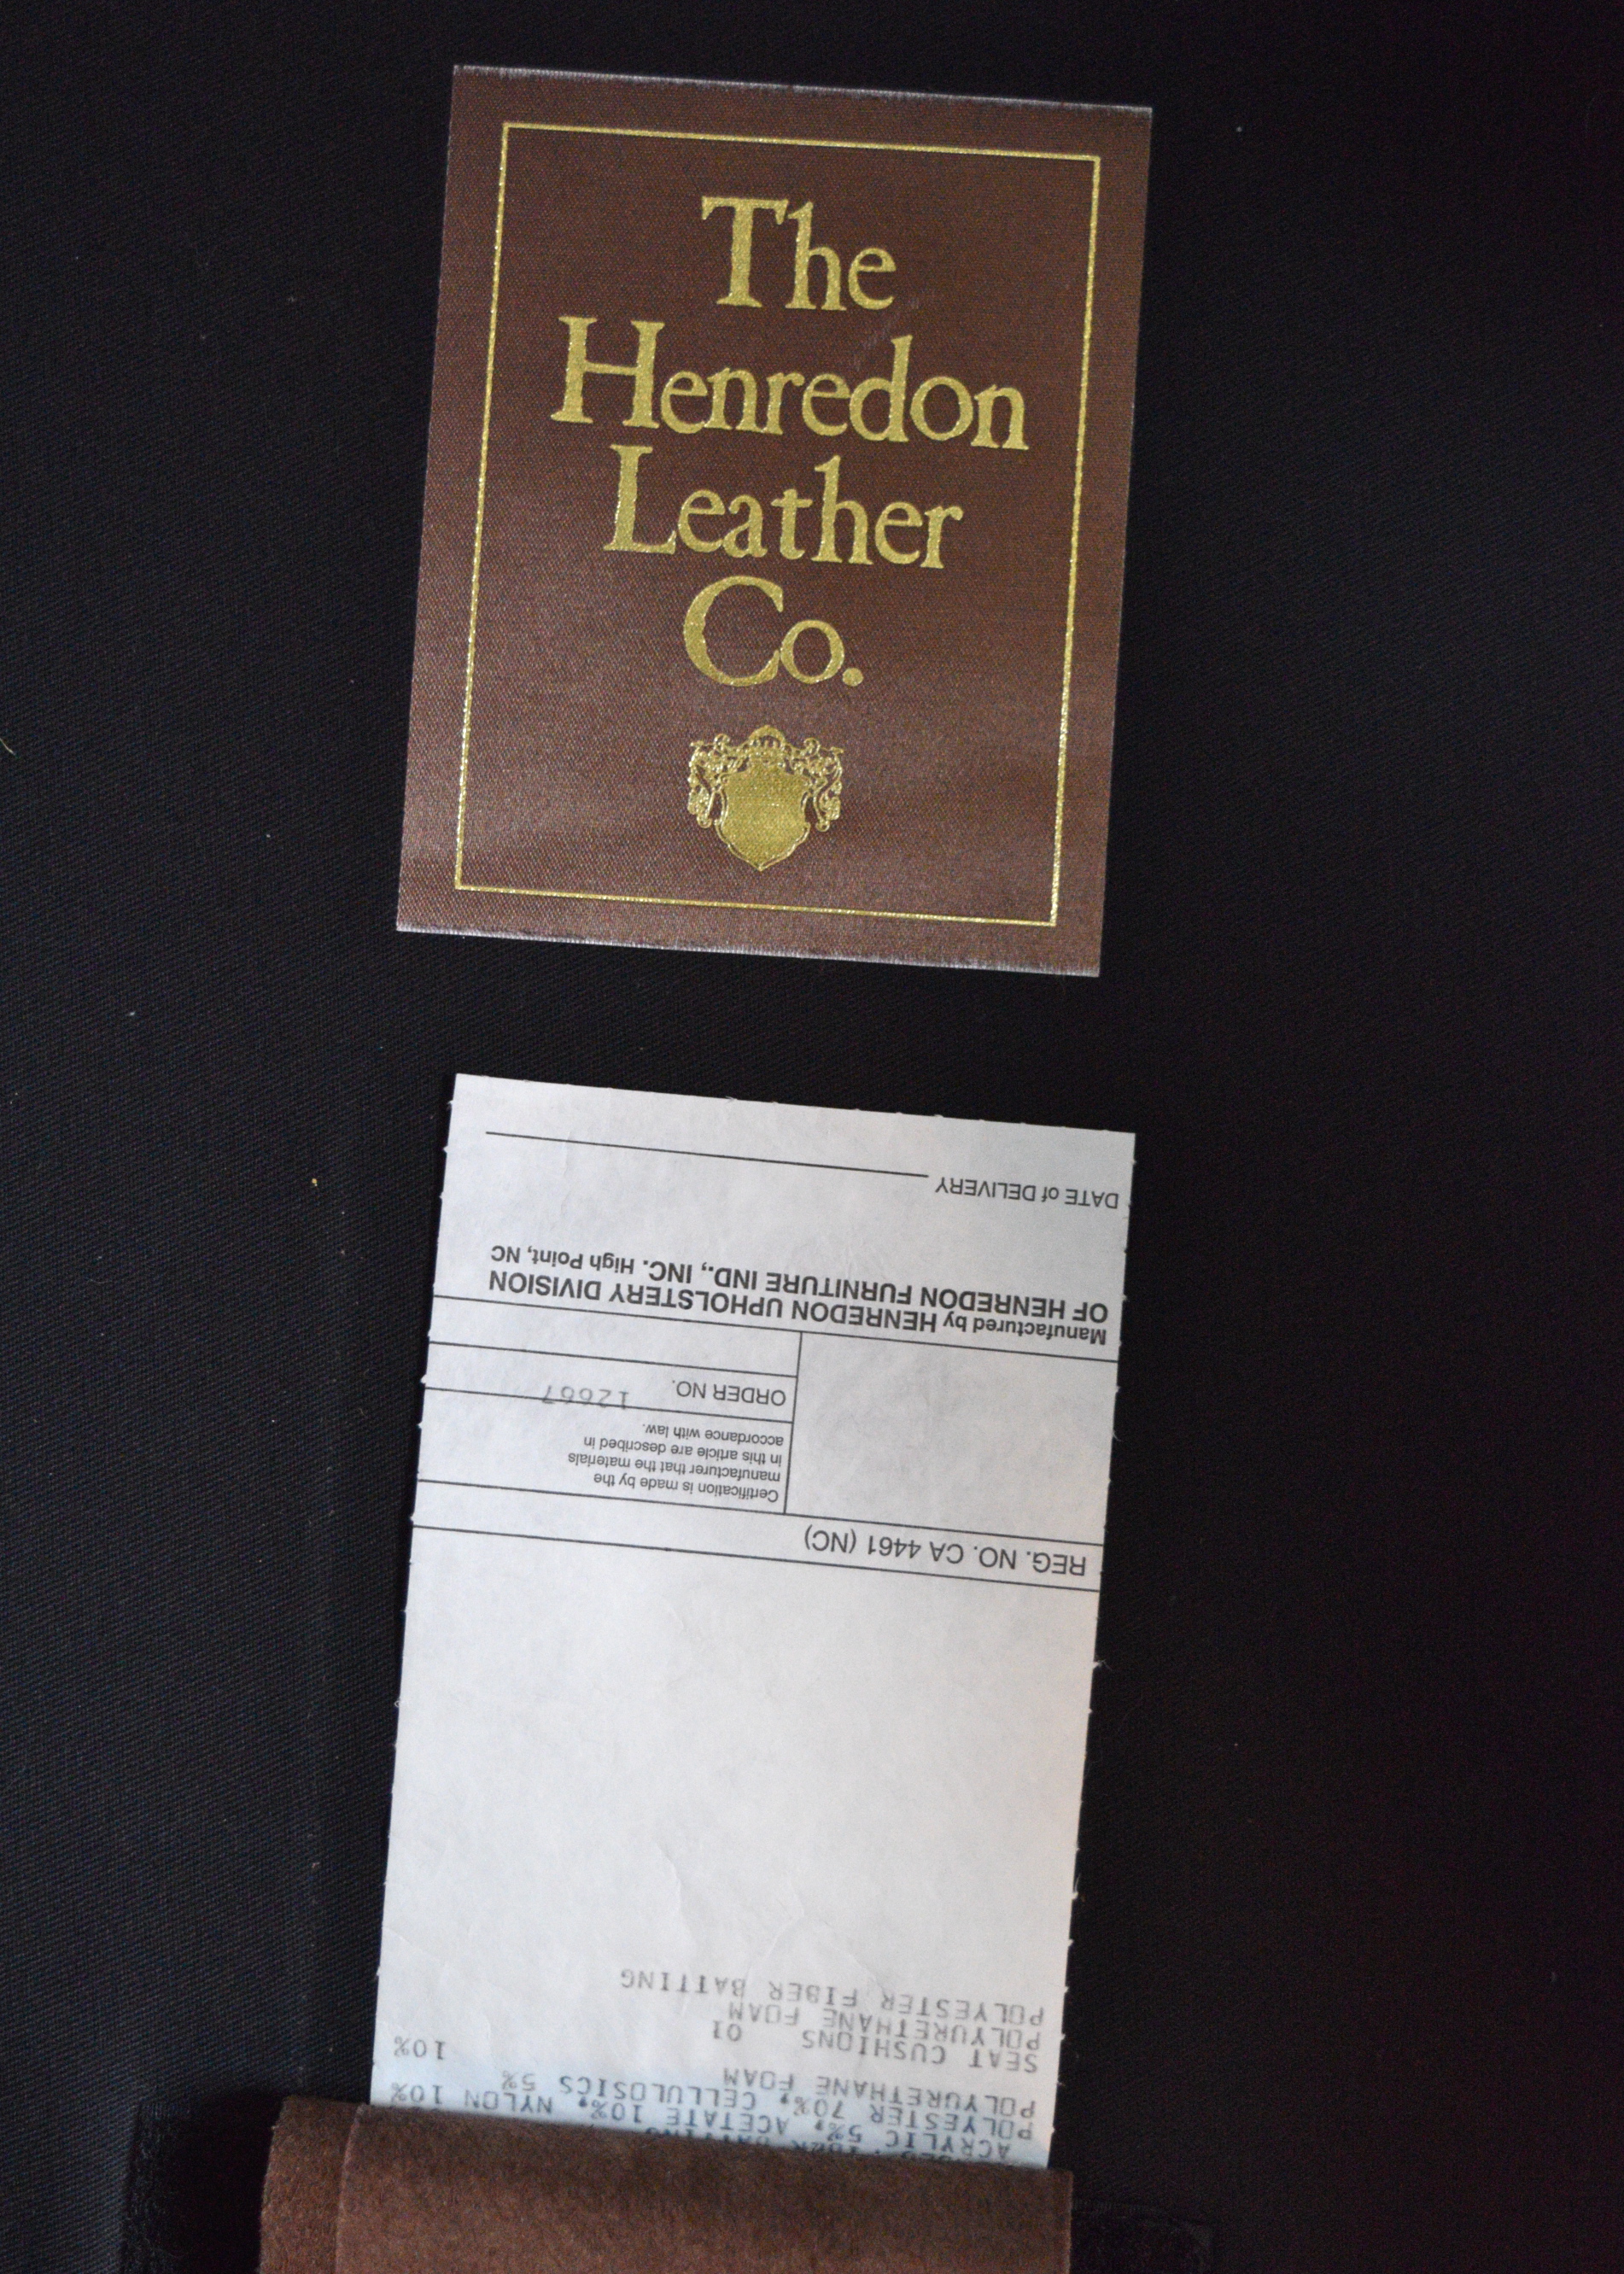 The
Henredon
Leather
Co.
BATTING
ACRYLIC 5%, ACETATE 10%, NYLON 10%
POLYESTER 70%, CELLULOSICS 5%
POLYURETHANE FOAM 10%
SEAT CUSHIONS 01
POLYURETHANE FOAM
POLYESTER FIBER BATTING
REG. NO. CA 4461 (NC)
Certification is made by the
manufacturer that the materials
in this article are described in
accordance with law.
ORDER NO. 12667
Manufactured by HENREDON UPHOLSTERY DIVISION
OF HENREDON FURNITURE IND., INC. High Point, NC
DATE of DELIVERY